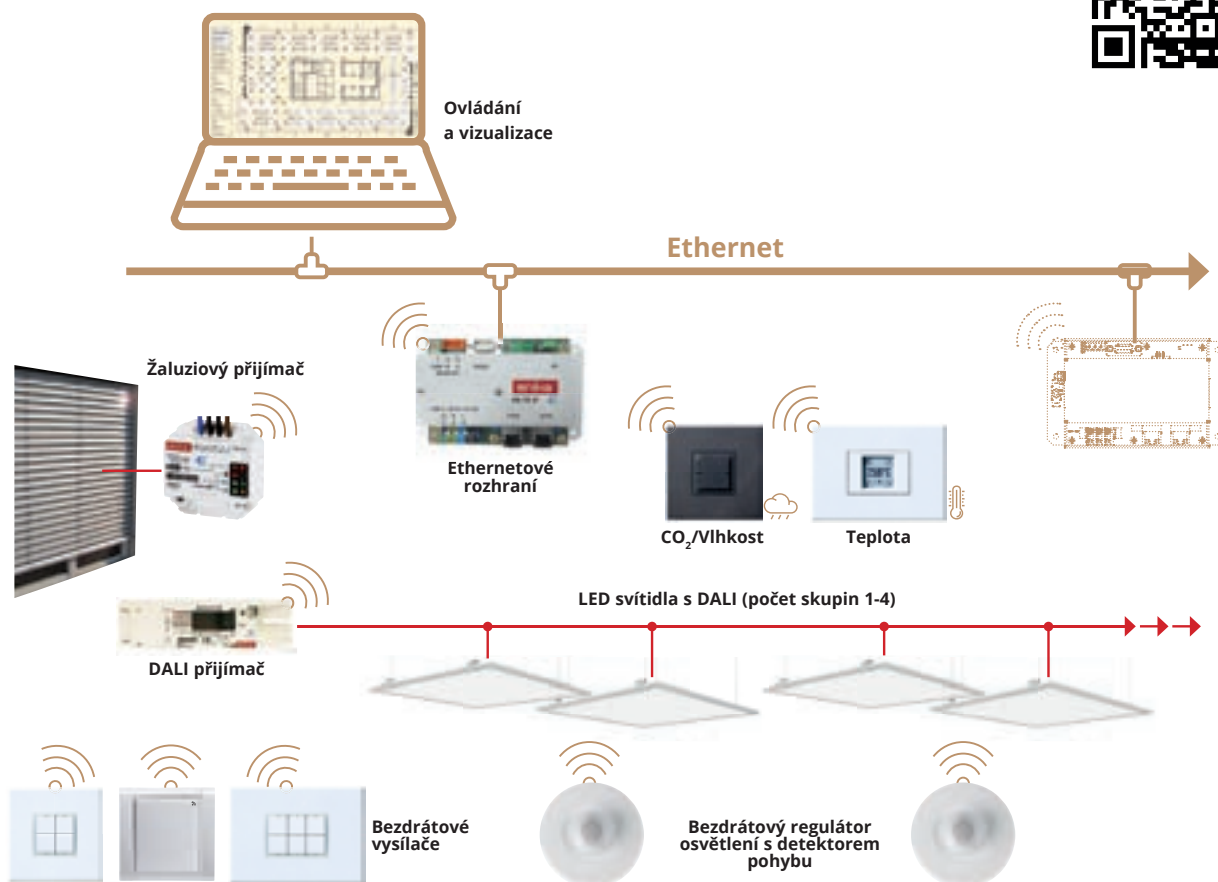 Ovládání
a vizualizace
Ethernet
Žaluziový přijímač
Ethernetové
rozhraní
CO₂/Vlhkost
Teplota
LED svítidla s DALI (počet skupin 1-4)
DALI přijímač
Bezdrátové
vysílače
Bezdrátový regulátor
osvětlení s detektorem
pohybu